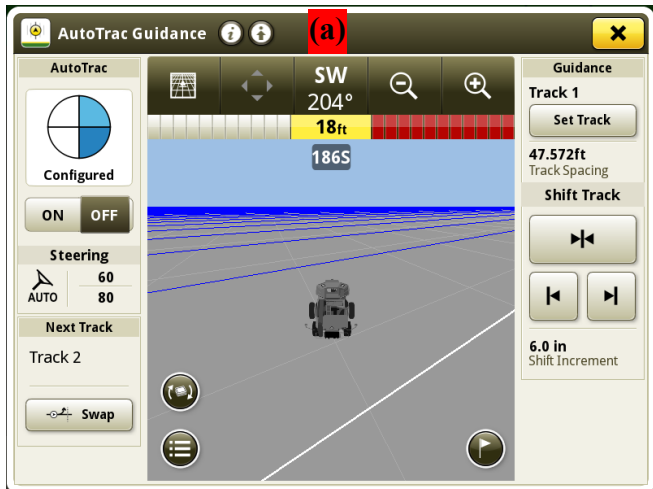 AutoTrac Guidance
(a)
AutoTrac
Configured
ON OFF
Steering
AUTO
60
80
Next Track
Track 2
Swap
SW
204°
18ft
186S
Guidance
Track 1
Set Track
47.572ft
Track Spacing
Shift Track
6.0 in
Shift Increment